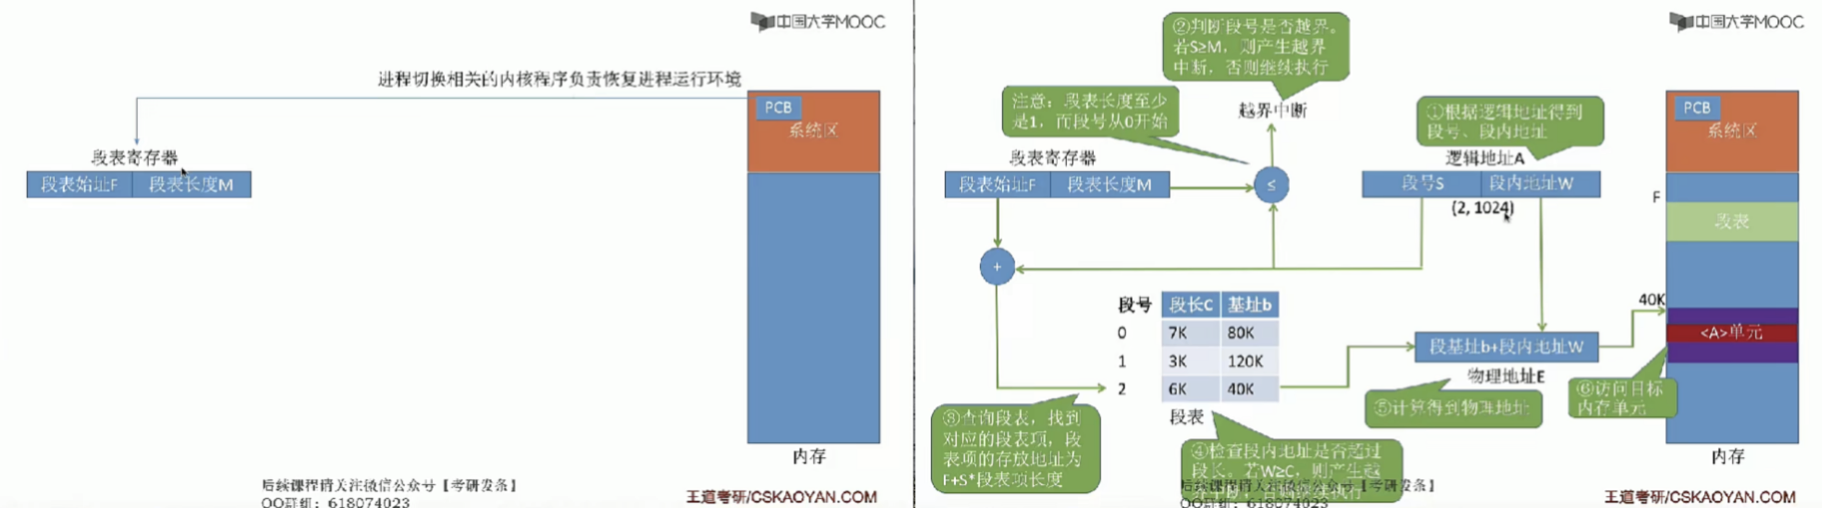 中国大学MOOC
进程切换相关的内核程序负责恢复进程运行环境
PCB
系统区
段表寄存器
段表始址F
段表长度M
内存
后续课程请关注微信公众号【考研发条】
QQ群组：618074023
王道考研/CSKAOYAN.COM
中国大学MOOC
②判断段号是否越界。
若S≥M，则产生越界
中断，否则继续执行
注意：段表长度至少
是1，而段号从0开始
越界中断
①根据逻辑地址得到
段号、段内地址
PCB
系统区
段表寄存器
逻辑地址A
段表始址F
段表长度M
≤
段号S
段内地址W
(2, 1024)
F
段表
+
段号 段长C 基址b
0 7K 80K
1 3K 120K
2 6K 40K
段表
40K
<A>单元
段基址b+段内地址W
物理地址E
⑥访问目标
内存单元
⑤计算得到物理地址
③查询段表，找到
对应的段表项，段
表项的存放地址为
F+S*段表项长度
④检查段内地址是否超过
段长。若W≥C，则产生越
界中断，否则继续执行
内存
后续课程请关注微信公众号【考研发条】
QQ群组：618074023
王道考研/CSKAOYAN.COM